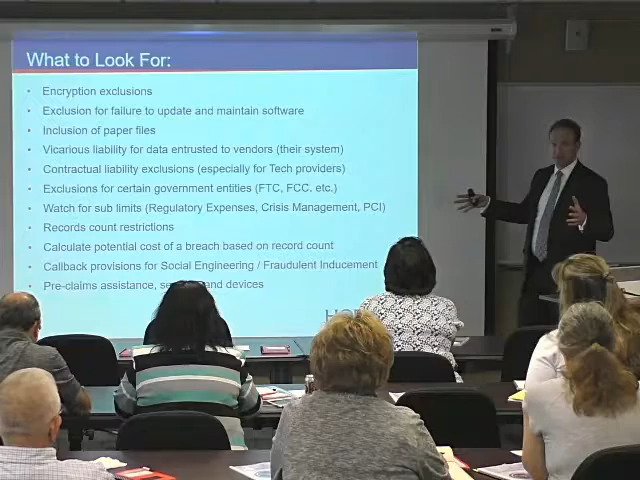 What to Look For:
• Encryption exclusions
• Exclusion for failure to update and maintain software
• Inclusion of paper files
• Vicarious liability for data entrusted to vendors (their system)
• Contractual liability exclusions (especially for Tech providers)
• Exclusions for certain government entities (FTC, FCC. etc.)
• Watch for sub limits (Regulatory Expenses, Crisis Management, PCI)
• Records count restrictions
• Calculate potential cost of a breach based on record count
• Callback provisions for Social Engineering / Fraudulent Inducement
• Pre-claims assistance, and devices